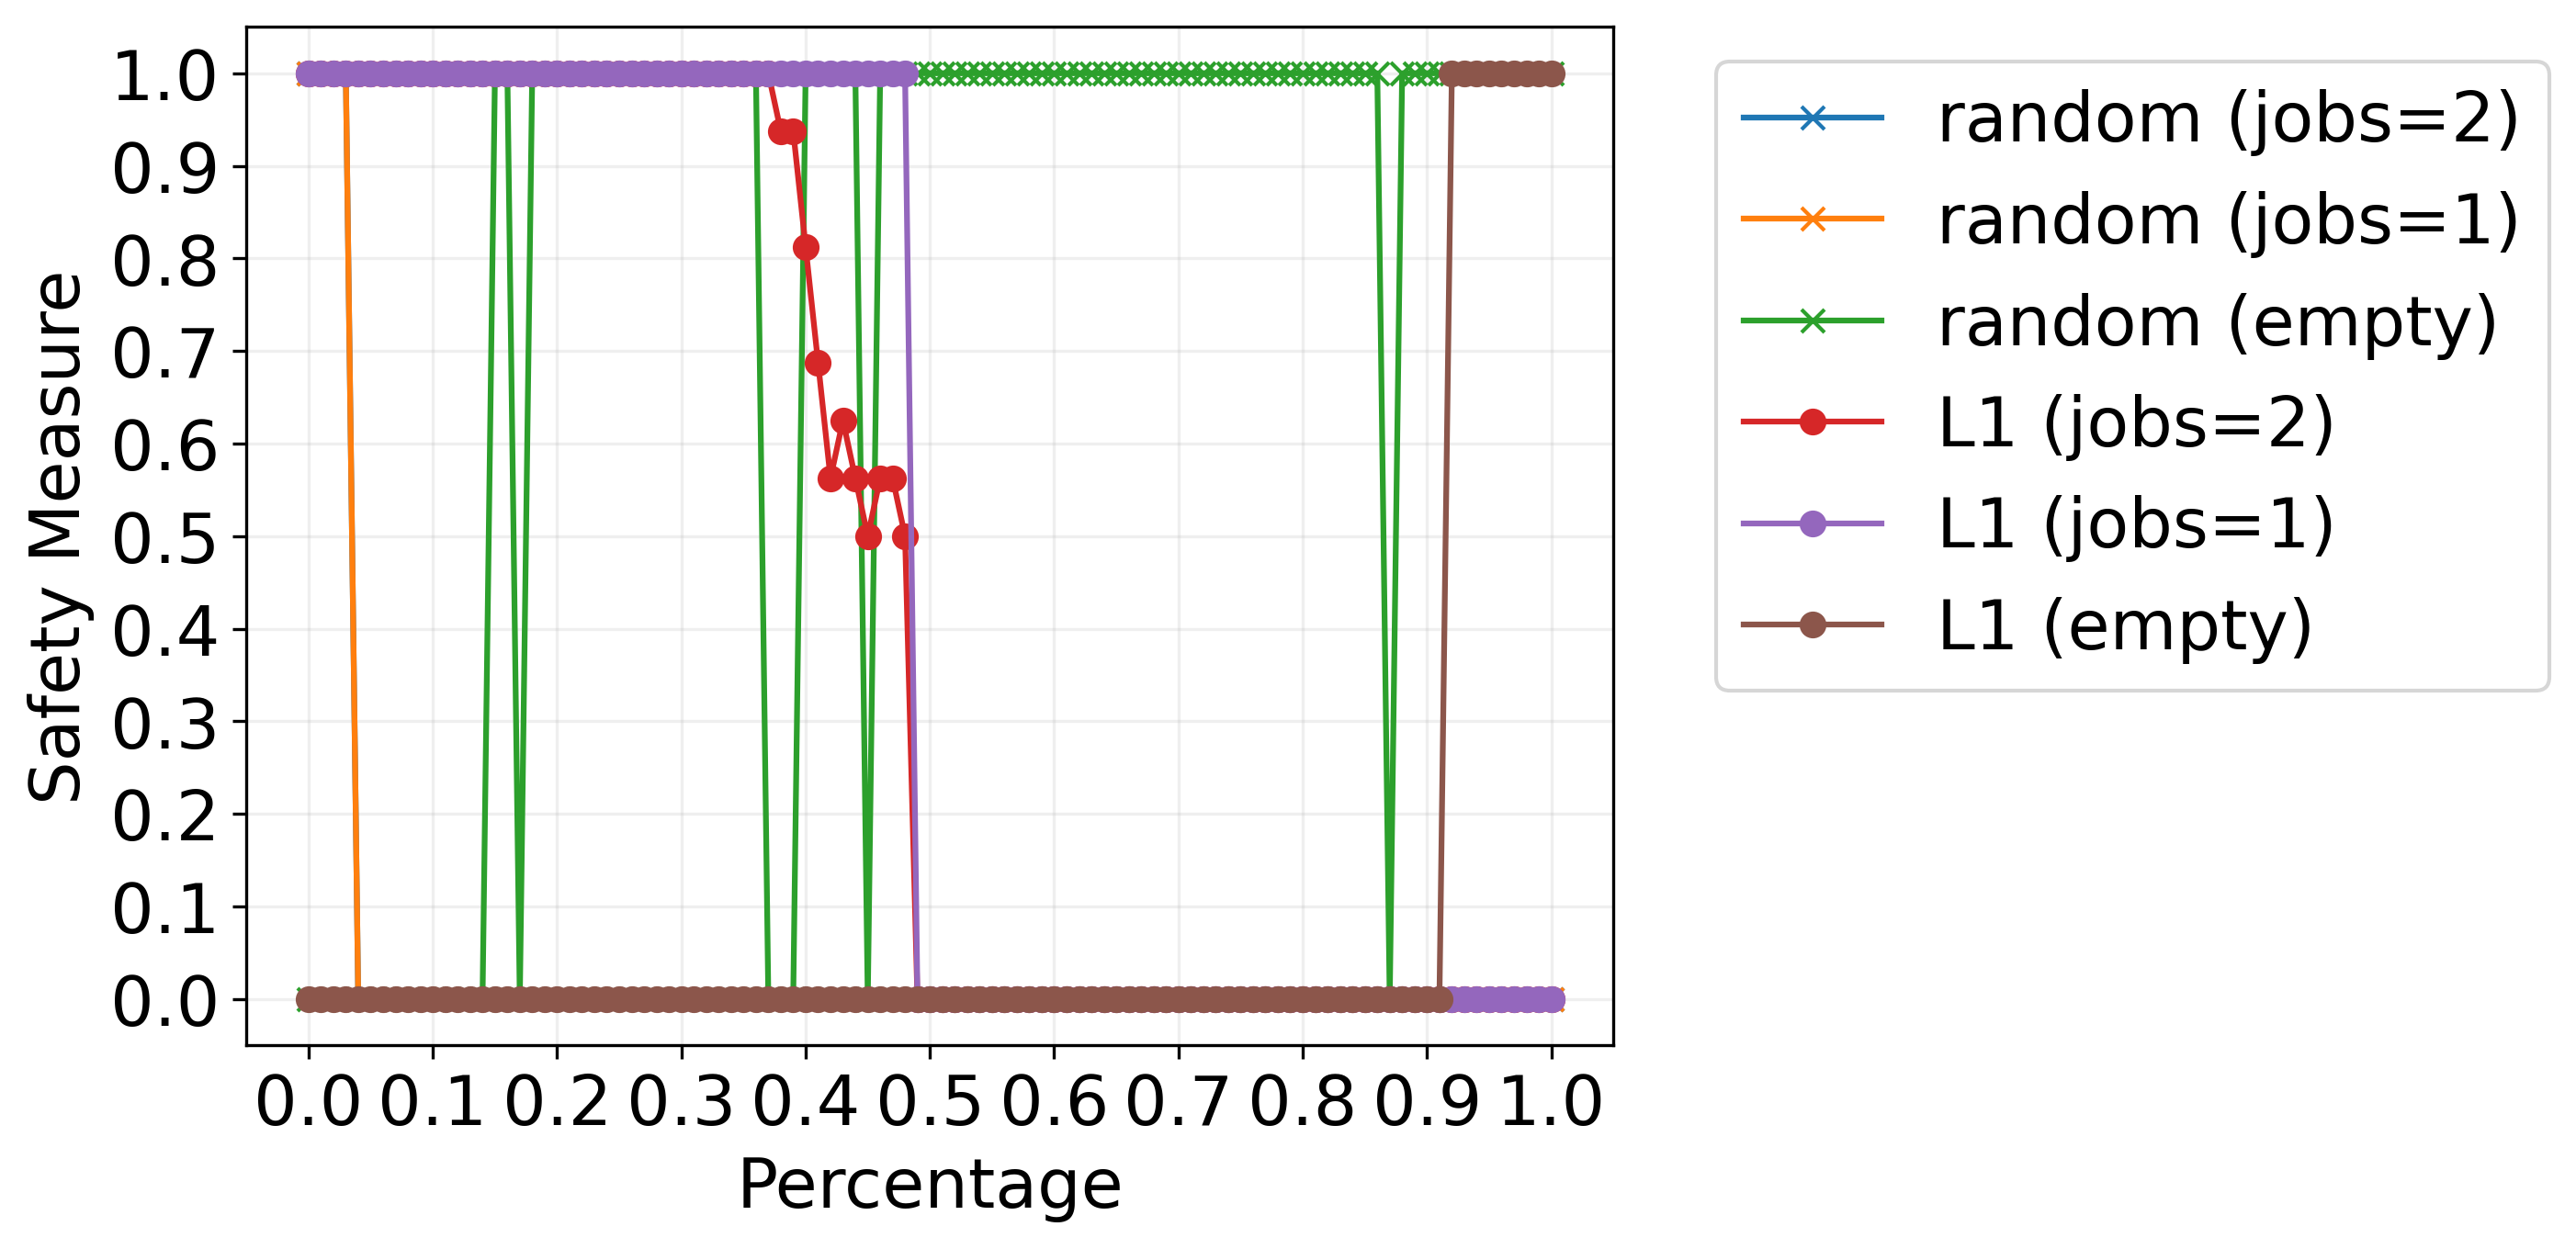 Safety Measure
1.0
0.9
0.8
0.7
0.6
0.5
0.4
0.3
0.2
0.1
0.0
0.0 0.1 0.2 0.3 0.4 0.5 0.6 0.7 0.8 0.9 1.0
Percentage
random (jobs=2)
random (jobs=1)
random (empty)
L1 (jobs=2)
L1 (jobs=1)
L1 (empty)